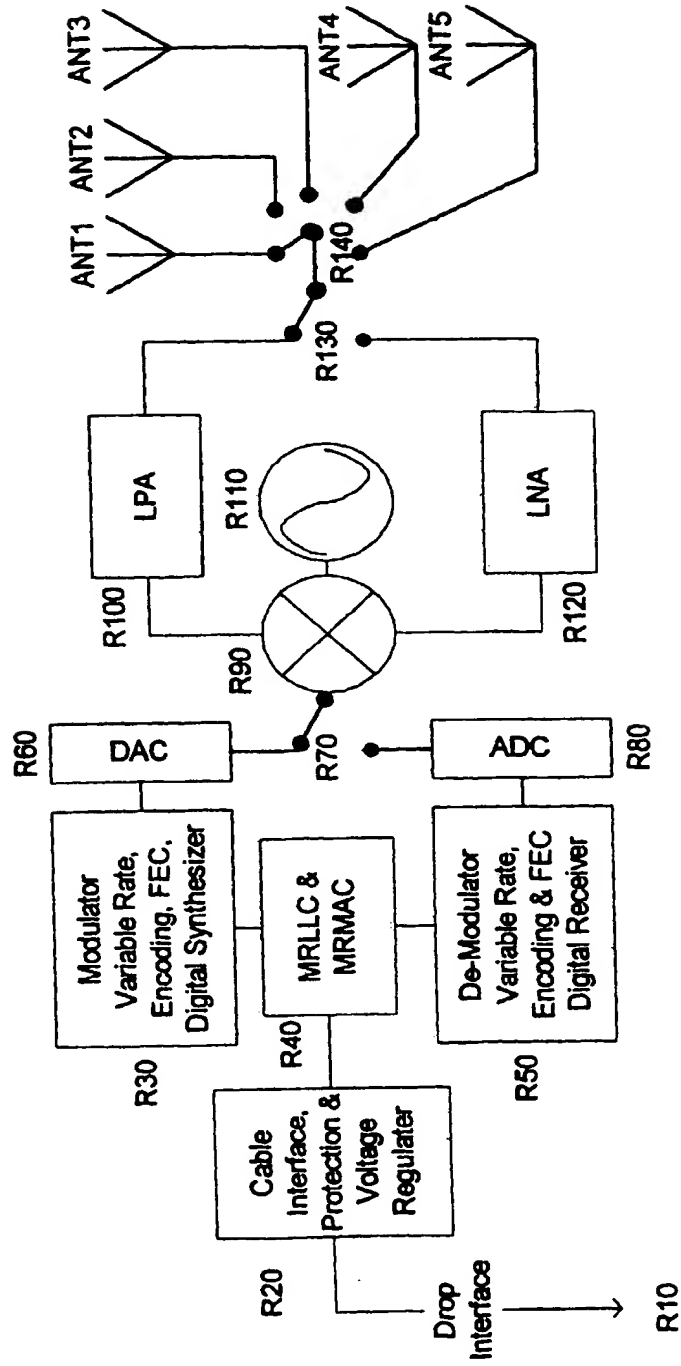 R10
Drop
Interface
R20
Cable
Interface,
Protection &
Voltage
Regulater
R30
Modulator
Variable Rate,
Encoding, FEC,
Digital Synthesizer
R40
MRLLC &
MRMAC
R50
De-Modulator
Variable Rate,
Encoding & FEC
Digital Receiver
R60
DAC
R70
ADC
R80
R90
R100
LPA
R110
LNA
R120
R130
R140
ANT1
ANT2
ANT3
ANT4
ANT5